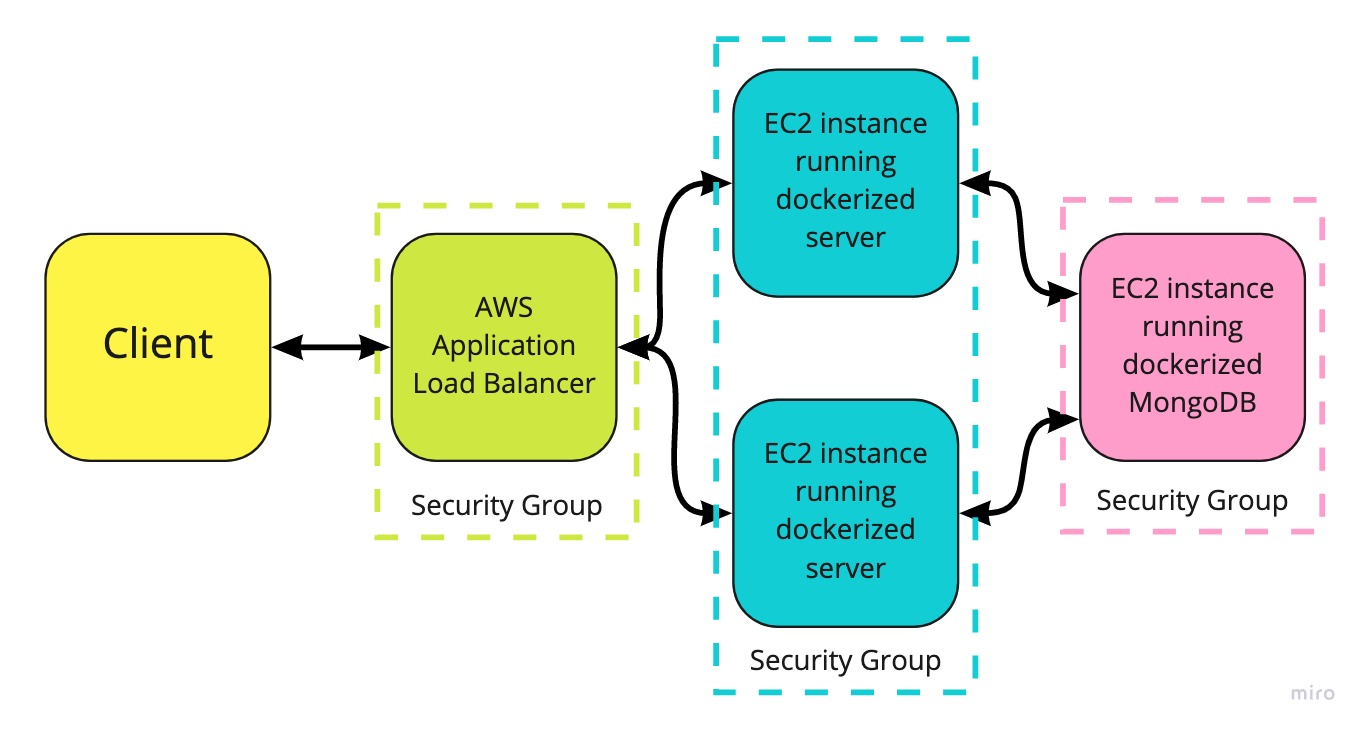 Client
AWS
Application
Load Balancer
Security Group
EC2 instance
running
dockerized
server
EC2 instance
running
dockerized
server
Security Group
EC2 instance
running
dockerized
MongoDB
Security Group
miro